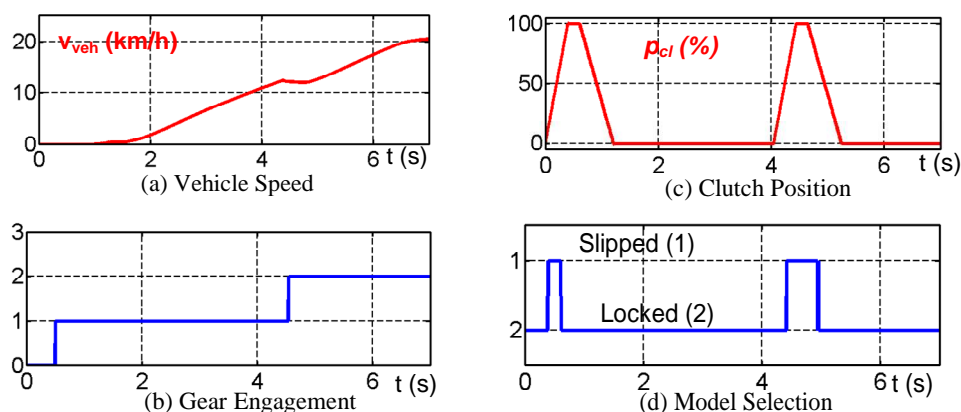 20
10
0
v_veh (km/h)
0 2 4 6 t (s)
(a) Vehicle Speed
100
50
0
p_cl (%)
0 2 4 6 t (s)
(c) Clutch Position
3
2
1
0
0 2 4 6 t (s)
(b) Gear Engagement
1
2
Slipped (1)
Locked (2)
0 2 4 6 t (s)
(d) Model Selection